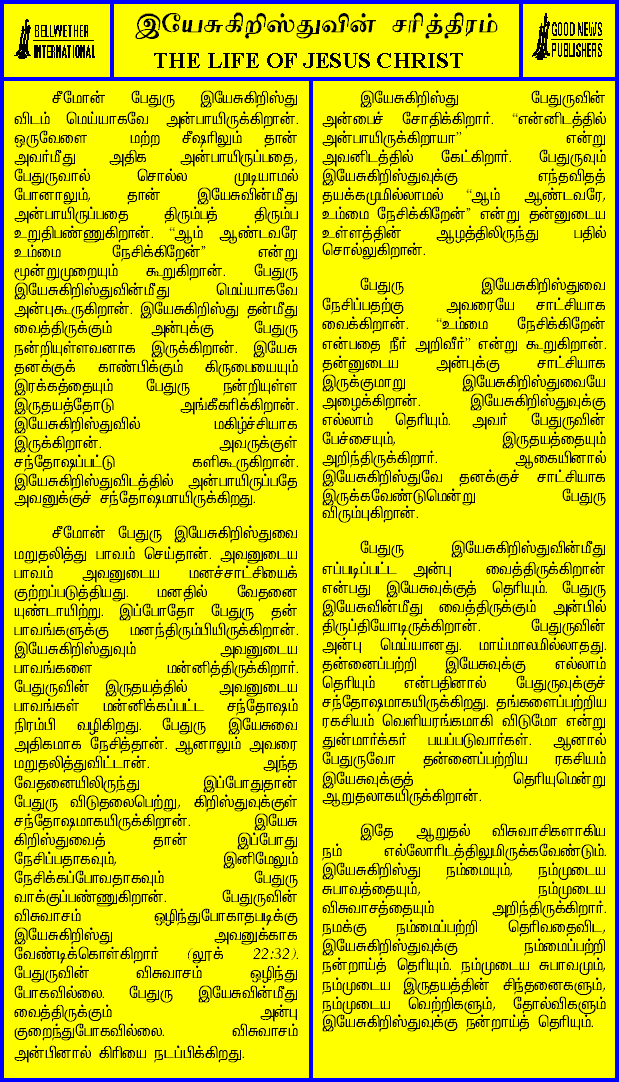 BELLWETHER
INTERNATIONAL
இயேசுகிறிஸ்துவின் சரித்திரம்
THE LIFE OF JESUS CHRIST
GOOD NEWS
PUBLISHERS
சீமோன் பேதுரு இயேசுகிறிஸ்து
விடம் மெய்யாகவே அன்பாயிருக்கிறான்.
ஒருவேளை மற்ற சீஷரிலும் தான்
அவர்மீது அதிக அன்பாயிருப்பதை,
பேதுருவால் சொல்ல முடியாமல்
போனாலும், தான் இயேசுவின்மீது
அன்பாயிருப்பதை திரும்பத் திரும்ப
உறுதிபண்ணுகிறான். “ஆம் ஆண்டவரே
உம்மை நேசிக்கிறேன்” என்று
மூன்றுமுறையும் கூறுகிறான். பேதுரு
இயேசுகிறிஸ்துவின்மீது மெய்யாகவே
அன்புகூருகிறான். இயேசுகிறிஸ்து தன்மீது
வைத்திருக்கும் அன்புக்கு பேதுரு
நன்றியுள்ளவனாக இருக்கிறான். இயேசு
தனக்குக் காண்பிக்கும் கிருபையையும்
இரக்கத்தையும் பேதுரு நன்றியுள்ள
இருதயத்தோடு அங்கீகரிக்கிறான்.
இயேசுகிறிஸ்துவில் மகிழ்ச்சியாக
இருக்கிறான். அவருக்குள்
சந்தோஷப்பட்டு களிகூருகிறான்.
இயேசுகிறிஸ்துவிடத்தில் அன்பாயிருப்பதே
அவனுக்குச் சந்தோஷமாயிருக்கிறது.
சீமோன் பேதுரு இயேசுகிறிஸ்துவை
மறுதலித்து பாவம் செய்தான். அவனுடைய
பாவம் அவனுடைய மனச்சாட்சியைக்
குற்றப்படுத்தியது. மனதில் வேதனை
யுண்டாயிற்று. இப்போதோ பேதுரு தன்
பாவங்களுக்கு மனந்திரும்பியிருக்கிறான்.
இயேசுகிறிஸ்துவும் அவனுடைய
பாவங்களை மன்னித்திருக்கிறார்.
பேதுருவின் இருதயத்தில் அவனுடைய
பாவங்கள் மன்னிக்கப்பட்ட சந்தோஷம்
நிரம்பி வழிகிறது. பேதுரு இயேசுவை
அதிகமாக நேசித்தான். ஆனாலும் அவரை
மறுதலித்துவிட்டான். அந்த
வேதனையிலிருந்து இப்போதுதான்
பேதுரு விடுதலைபெற்று, கிறிஸ்துவுக்குள்
சந்தோஷமாகயிருக்கிறான். இயேசு
கிறிஸ்துவைத் தான் இப்போது
நேசிப்பதாகவும், இனிமேலும்
நேசிக்கப்போவதாகவும் பேதுரு
வாக்குப்பண்ணுகிறான். பேதுருவின்
விசுவாசம் ஒழிந்துபோகாதபடிக்கு
இயேசுகிறிஸ்து அவனுக்காக
வேண்டிக்கொள்கிறார் (லூக் 22:32).
பேதுருவின் விசுவாசம் ஒழிந்து
போகவில்லை. பேதுரு இயேசுவின்மீது
வைத்திருக்கும் அன்பு
குறைந்துபோகவில்லை. விசுவாசம்
அன்பினால் கிரியை நடப்பிக்கிறது.
இயேசுகிறிஸ்து பேதுருவின்
அன்பைச் சோதிக்கிறார். “என்னிடத்தில்
அன்பாயிருக்கிறாயா” என்று
அவனிடத்தில் கேட்கிறார். பேதுருவும்
இயேசுகிறிஸ்துவுக்கு எந்தவிதத்
தயக்கமுமில்லாமல் “ஆம் ஆண்டவரே,
உம்மை நேசிக்கிறேன்” என்று தன்னுடைய
உள்ளத்தின் ஆழத்திலிருந்து பதில்
சொல்லுகிறான்.
பேதுரு இயேசுகிறிஸ்துவை
நேசிப்பதற்கு அவரையே சாட்சியாக
வைக்கிறான். “உம்மை நேசிக்கிறேன்
என்பதை நீர் அறிவீர்” என்று கூறுகிறான்.
தன்னுடைய அன்புக்கு சாட்சியாக
இருக்குமாறு இயேசுகிறிஸ்துவையே
அழைக்கிறான். இயேசுகிறிஸ்துவுக்கு
எல்லாம் தெரியும். அவர் பேதுருவின்
பேச்சையும், இருதயத்தையும்
அறிந்திருக்கிறார். ஆகையினால்
இயேசுகிறிஸ்துவே தனக்குச் சாட்சியாக
இருக்கவேண்டுமென்று பேதுரு
விரும்புகிறான்.
பேதுரு இயேசுகிறிஸ்துவின்மீது
எப்படிப்பட்ட அன்பு வைத்திருக்கிறான்
என்பது இயேசுவுக்குத் தெரியும். பேதுரு
இயேசுவின்மீது வைத்திருக்கும் அன்பில்
திருப்தியோடிருக்கிறான். பேதுருவின்
அன்பு மெய்யானது. மாய்மாலமில்லாதது.
தன்னைப்பற்றி இயேசுவுக்கு எல்லாம்
தெரியும் என்பதினால் பேதுருவுக்குச்
சந்தோஷமாகயிருக்கிறது. தங்களைப்பற்றிய
ரகசியம் வெளியரங்கமாகி விடுமோ என்று
துன்மார்க்கர் பயப்படுவார்கள். ஆனால்
பேதுருவோ தன்னைப்பற்றிய ரகசியம்
இயேசுவுக்குத் தெரியுமென்று
ஆறுதலாகயிருக்கிறான்.
இதே ஆறுதல் விசுவாசிகளாகிய
நம் எல்லோரிடத்திலுமிருக்கவேண்டும்.
இயேசுகிறிஸ்து நம்மையும், நம்முடைய
சுபாவத்தையும், நம்முடைய
விசுவாசத்தையும் அறிந்திருக்கிறார்.
நமக்கு நம்மைப்பற்றி தெரிவதைவிட,
இயேசுகிறிஸ்துவுக்கு நம்மைப்பற்றி
நன்றாய்த் தெரியும். நம்முடைய சுபாவமும்,
நம்முடைய இருதயத்தின் சிந்தனைகளும்,
நம்முடைய வெற்றிகளும், தோல்விகளும்
இயேசுகிறிஸ்துவுக்கு நன்றாய்த் தெரியும்.